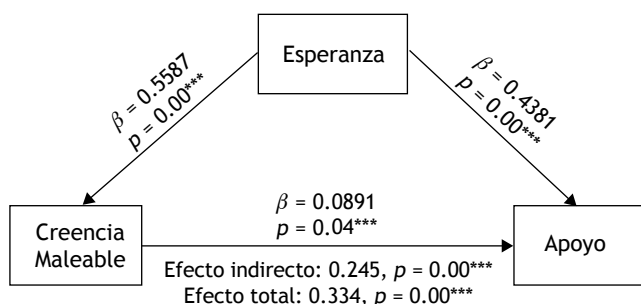 Esperanza
β = 0.5587
p = 0.00***
β = 0.4381
p = 0.00***
Creencia
Maleable
β = 0.0891
p = 0.04***
Apoyo
Efecto indirecto: 0.245, p = 0.00***
Efecto total: 0.334, p = 0.00***